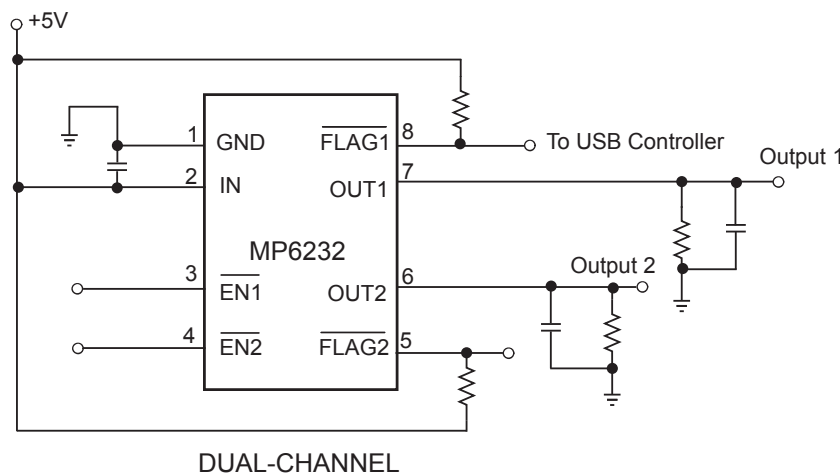 +5V
1 GND
2 IN
3 EN1
4 EN2
MP6232
FLAG1 8
OUT1 7
OUT2 6
FLAG2 5
To USB Controller
Output 1
Output 2
DUAL-CHANNEL